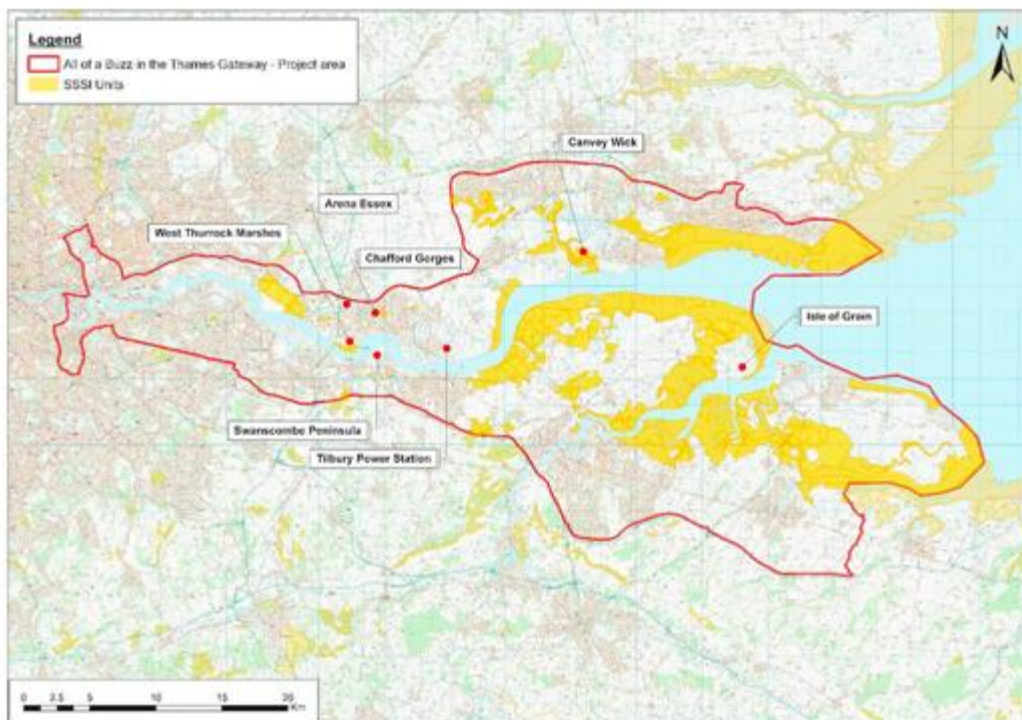 Legend
All of a Buzz in the Thames Gateway - Project area
SSSI Units
N
Canvey Wick
Arena Essex
West Thurrock Marshes
Chafford Gorges
Isle of Grain
Swanscombe Peninsula
Tilbury Power Station
0 2.5 5 10 15 20
Km